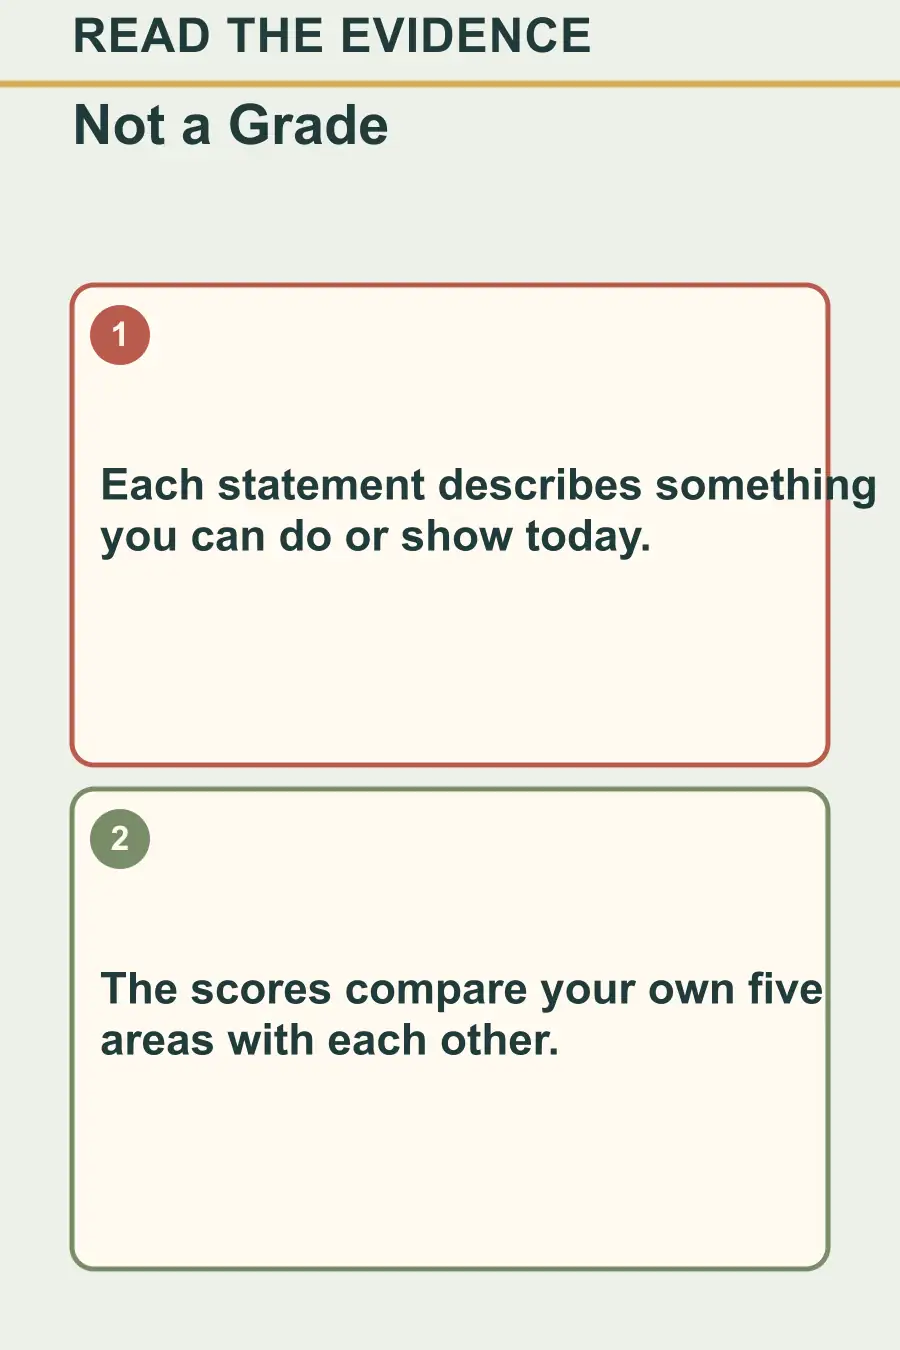 READ THE EVIDENCE
Not a Grade
1
Each statement describes something
you can do or show today.
2
The scores compare your own five
areas with each other.